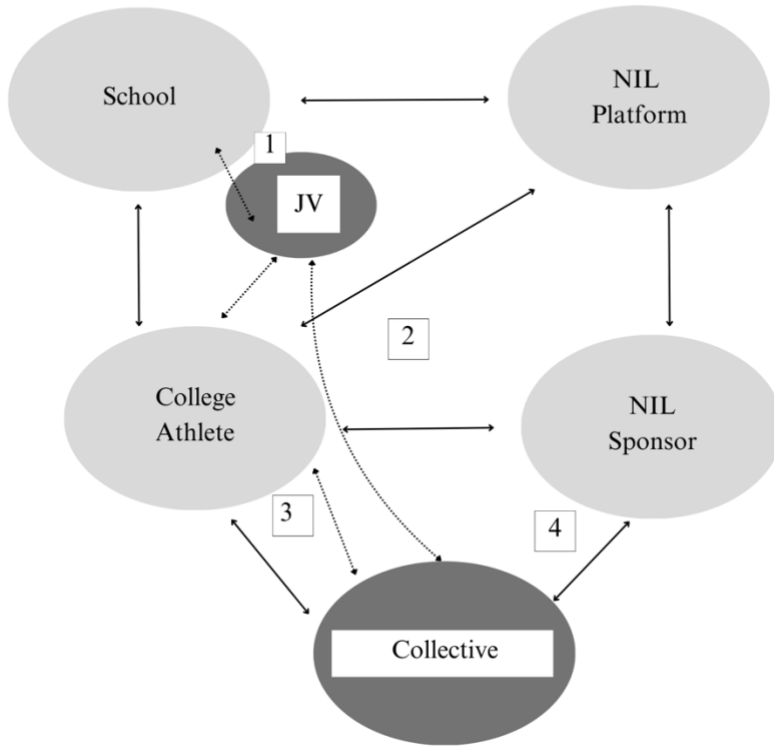 School
NIL
Platform
1
JV
2
College
Athlete
NIL
Sponsor
3
4
Collective